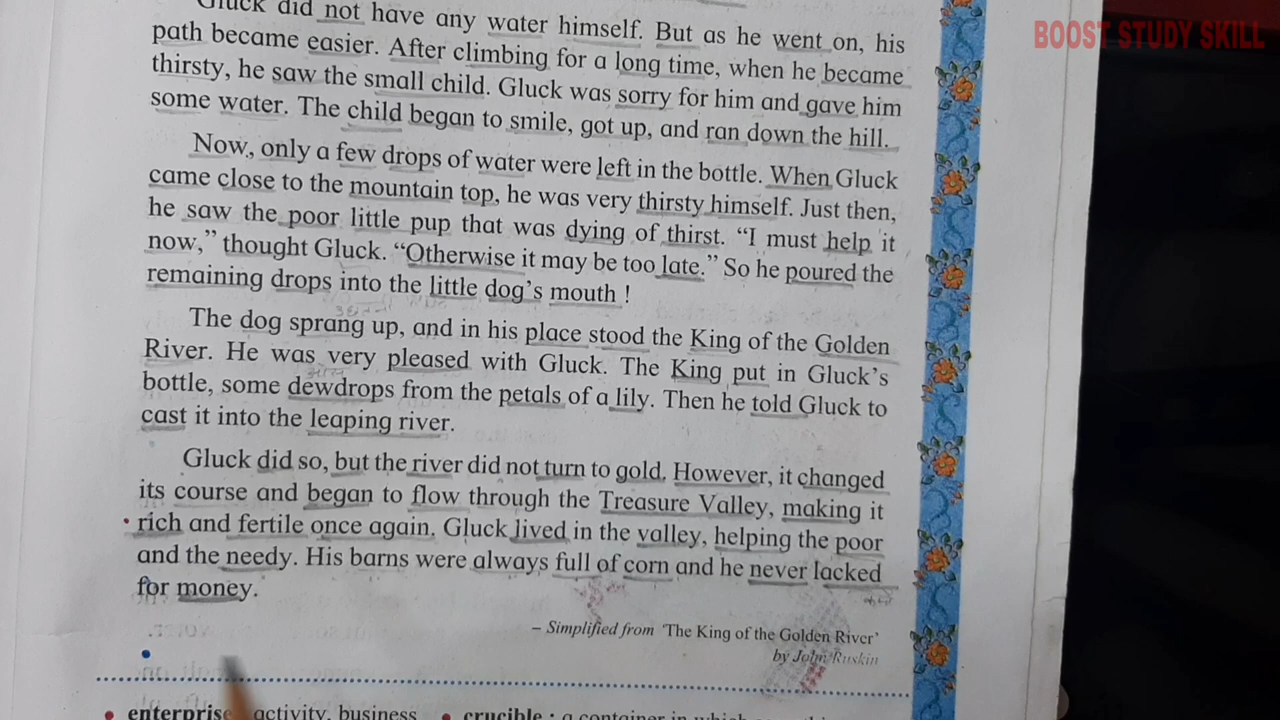 BOOST STUDY SKILL
Gluck did not have any water himself. But as he went on, his
path became easier. After climbing for a long time, when he became
thirsty, he saw the small child. Gluck was sorry for him and gave him
some water. The child began to smile, got up, and ran down the hill.
Now, only a few drops of water were left in the bottle. When Gluck
came close to the mountain top, he was very thirsty himself. Just then,
he saw the poor little pup that was dying of thirst. “I must help it
now,” thought Gluck. “Otherwise it may be too late.” So he poured the
remaining drops into the little dog’s mouth !
The dog sprang up, and in his place stood the King of the Golden
River. He was very pleased with Gluck. The King put in Gluck’s
bottle, some dewdrops from the petals of a lily. Then he told Gluck to
cast it into the leaping river.
Gluck did so, but the river did not turn to gold. However, it changed
its course and began to flow through the Treasure Valley, making it
rich and fertile once again. Gluck lived in the valley, helping the poor
and the needy. His barns were always full of corn and he never lacked
for money.
– Simplified from ‘The King of the Golden River’
by John Ruskin
• enterprise activity, business • crucible : a container in which